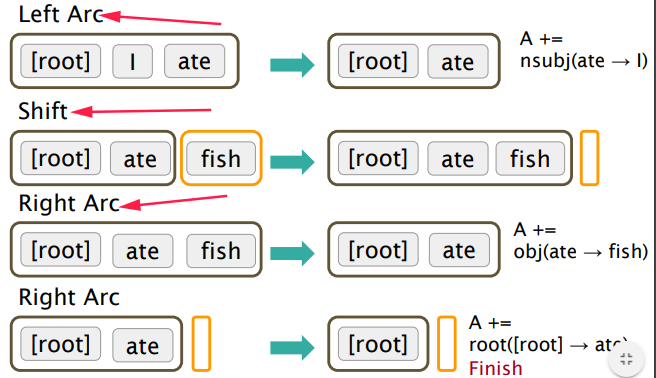 Left Arc
[root] I ate [root] ate
A +=
nsubj(ate → I)
Shift
[root] ate fish [root] ate fish
Right Arc
[root] ate fish [root] ate
A +=
obj(ate → fish)
Right Arc
[root] ate [root]
A +=
root([root] → ate)
Finish